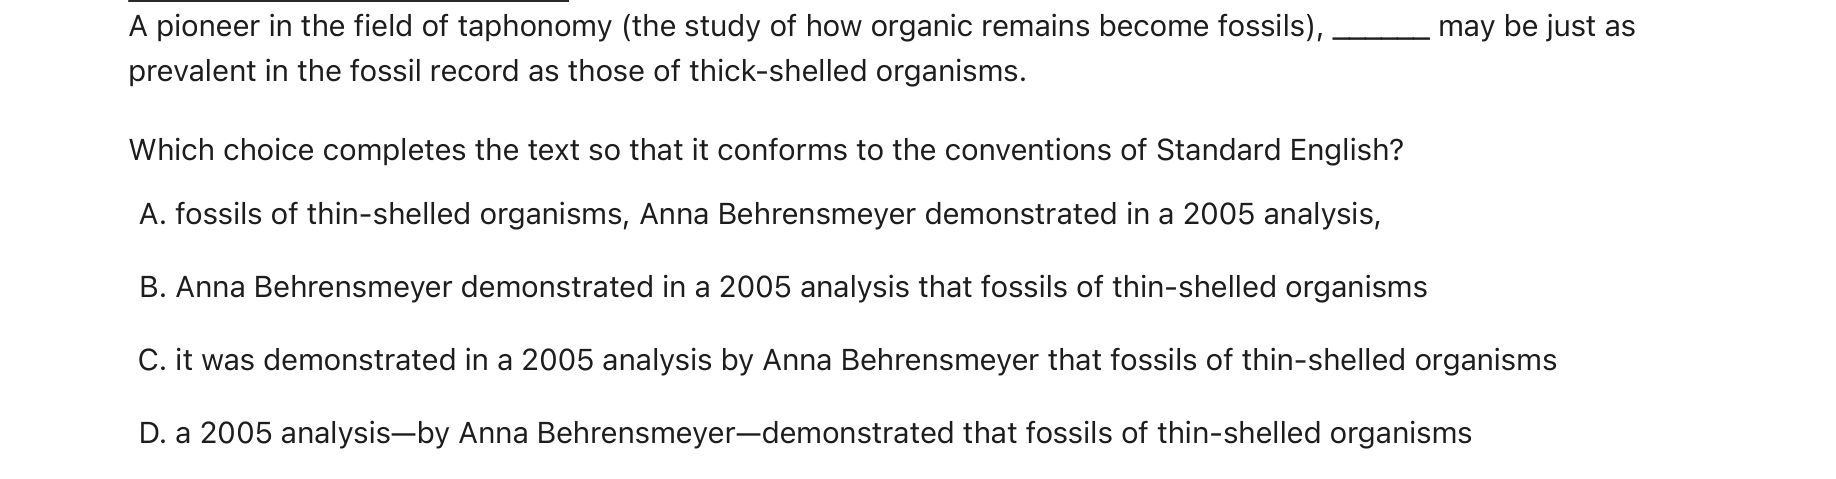 A pioneer in the field of taphonomy (the study of how organic remains become fossils), ______ may be just as
prevalent in the fossil record as those of thick-shelled organisms.
Which choice completes the text so that it conforms to the conventions of Standard English?
A. fossils of thin-shelled organisms, Anna Behrensmeyer demonstrated in a 2005 analysis,
B. Anna Behrensmeyer demonstrated in a 2005 analysis that fossils of thin-shelled organisms
C. it was demonstrated in a 2005 analysis by Anna Behrensmeyer that fossils of thin-shelled organisms
D. a 2005 analysis—by Anna Behrensmeyer—demonstrated that fossils of thin-shelled organisms